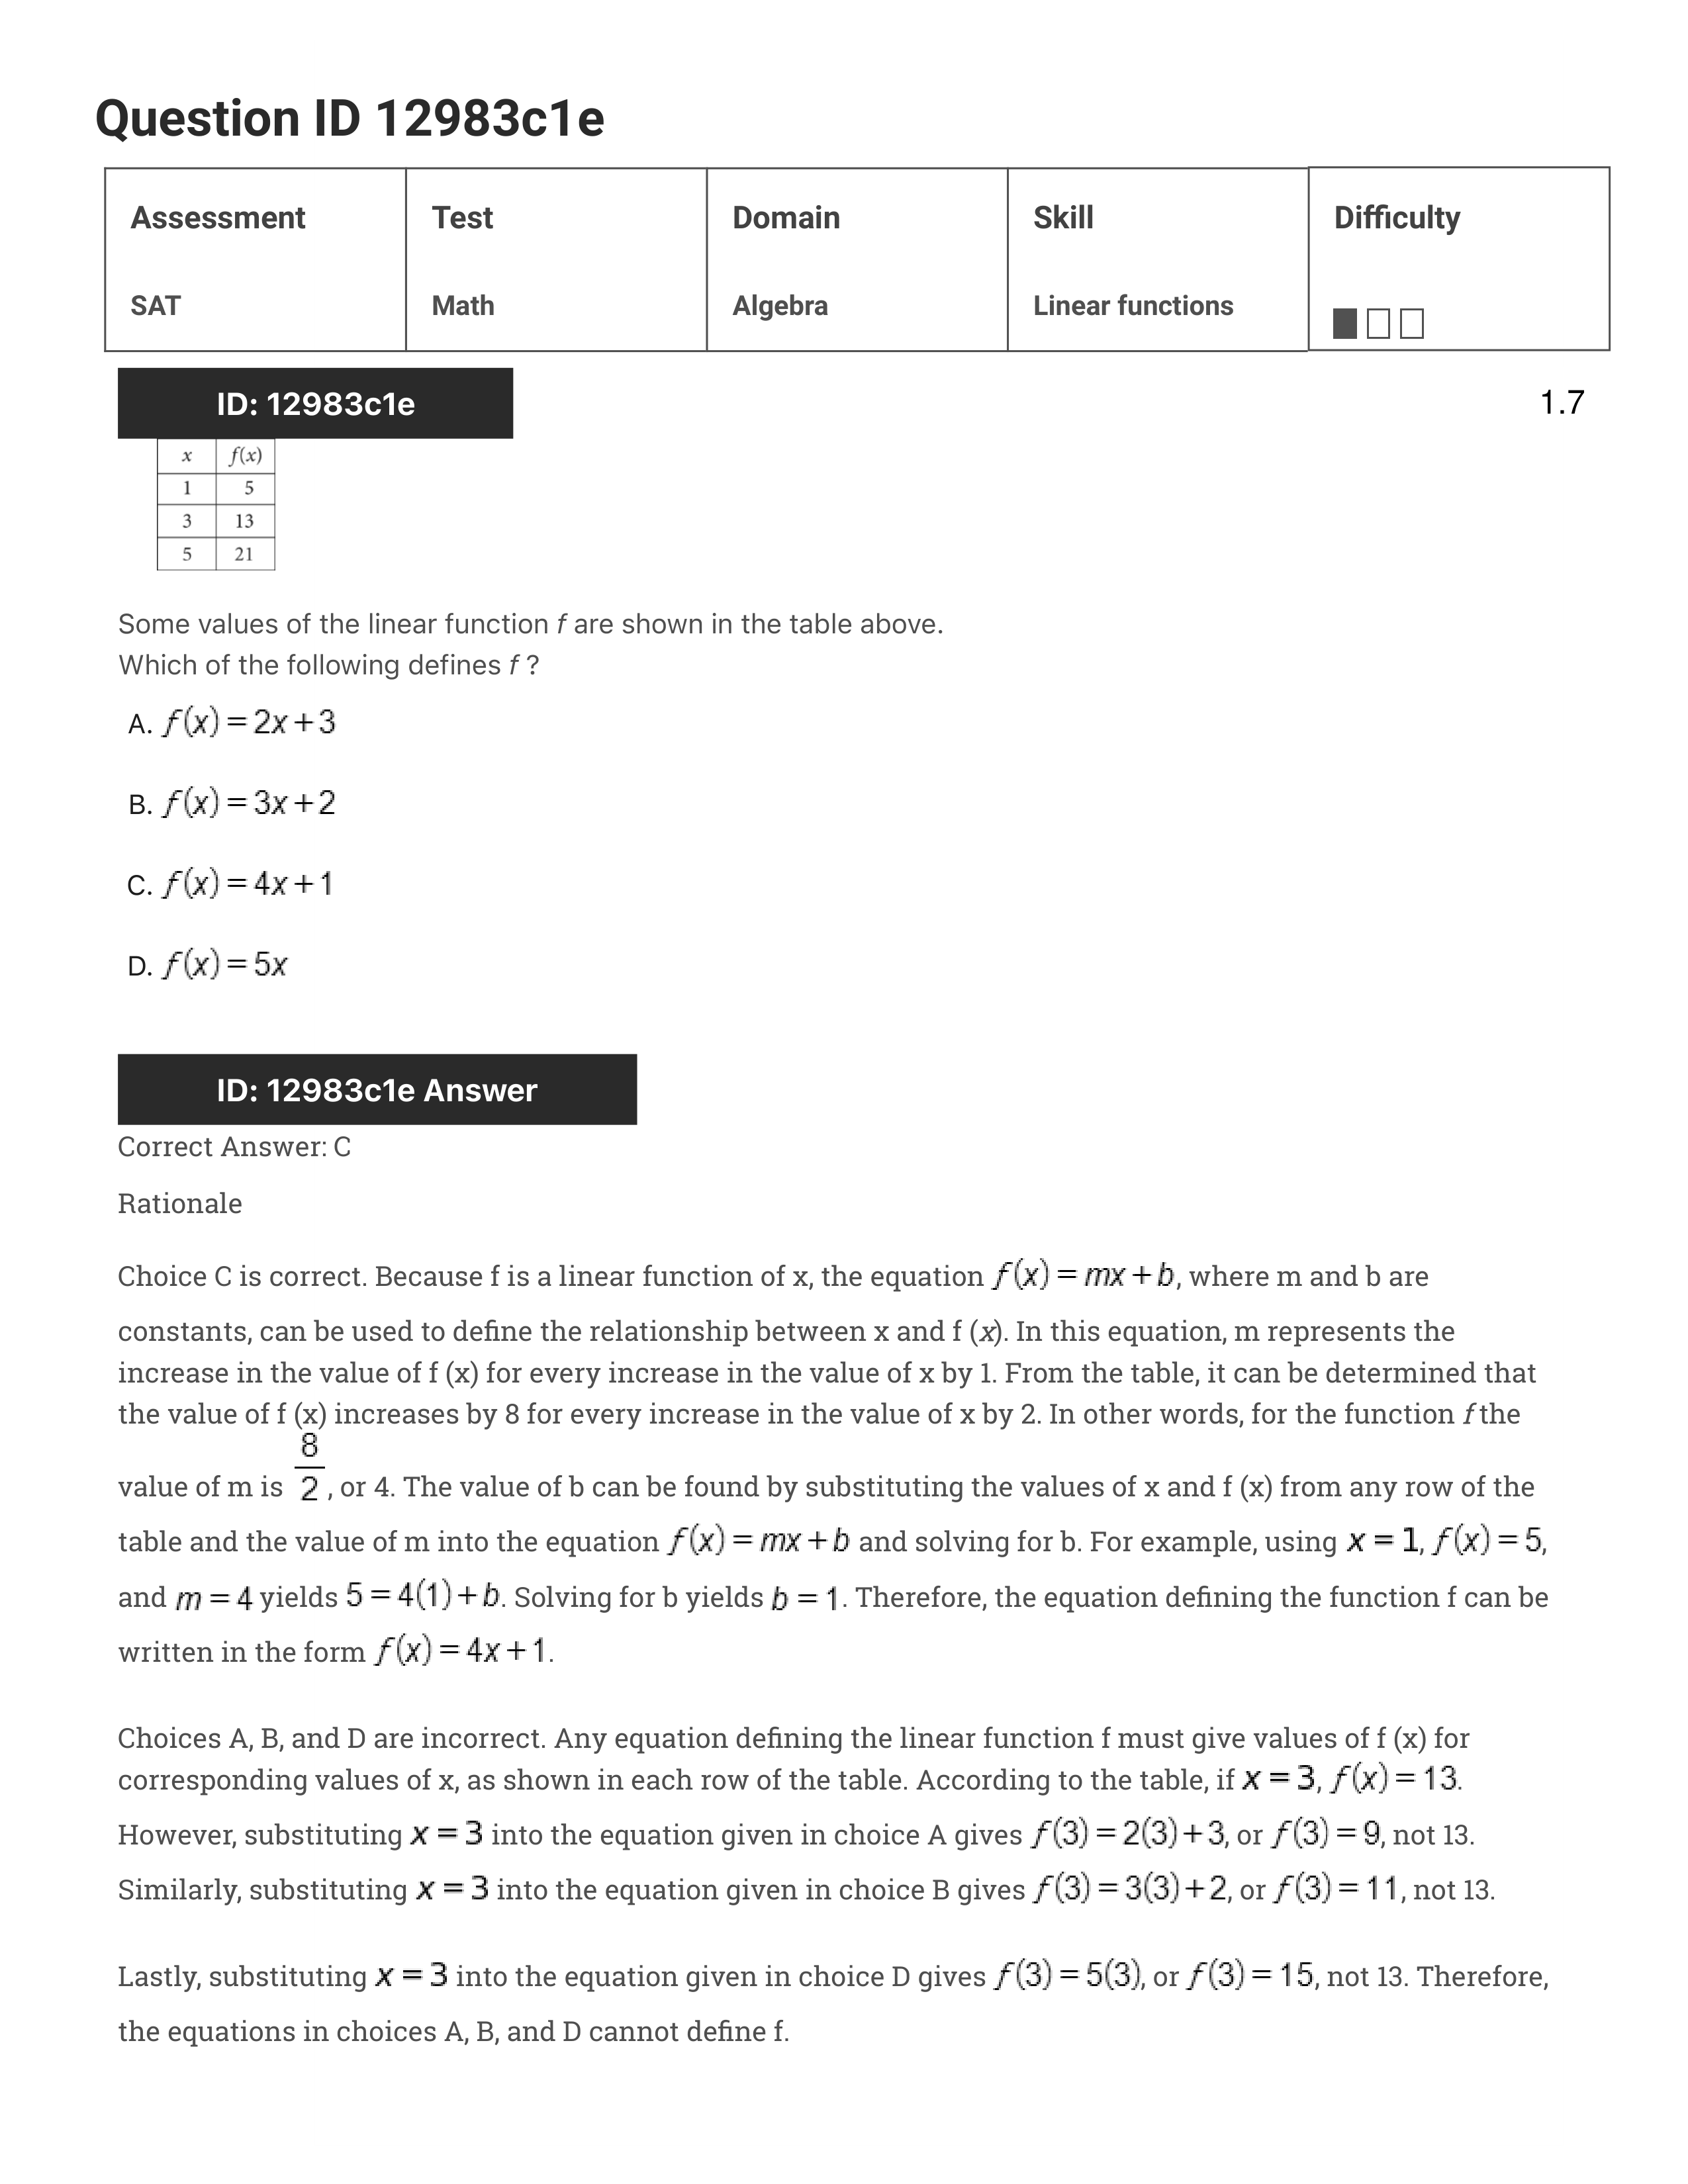 Question ID 12983c1e
Assessment Test Domain Skill Difficulty
SAT Math Algebra Linear functions
ID: 12983c1e 1.7
x f(x)
1 5
3 13
5 21
Some values of the linear function f are shown in the table above.
Which of the following defines f ?
A. f(x) = 2x + 3
B. f(x) = 3x + 2
C. f(x) = 4x + 1
D. f(x) = 5x
ID: 12983c1e Answer
Correct Answer: C
Rationale
Choice C is correct. Because f is a linear function of x, the equation f(x) = mx + b, where m and b are
constants, can be used to define the relationship between x and f (x). In this equation, m represents the
increase in the value of f (x) for every increase in the value of x by 1. From the table, it can be determined that
the value of f (x) increases by 8 for every increase in the value of x by 2. In other words, for the function f the
value of m is 8/2, or 4. The value of b can be found by substituting the values of x and f (x) from any row of the
table and the value of m into the equation f(x) = mx + b and solving for b. For example, using x = 1, f(x) = 5,
and m = 4 yields 5 = 4(1) + b. Solving for b yields b = 1. Therefore, the equation defining the function f can be
written in the form f(x) = 4x + 1.
Choices A, B, and D are incorrect. Any equation defining the linear function f must give values of f (x) for
corresponding values of x, as shown in each row of the table. According to the table, if x = 3, f(x) = 13.
However, substituting x = 3 into the equation given in choice A gives f(3) = 2(3) + 3, or f(3) = 9, not 13.
Similarly, substituting x = 3 into the equation given in choice B gives f(3) = 3(3) + 2, or f(3) = 11, not 13.
Lastly, substituting x = 3 into the equation given in choice D gives f(3) = 5(3), or f(3) = 15, not 13. Therefore,
the equations in choices A, B, and D cannot define f.